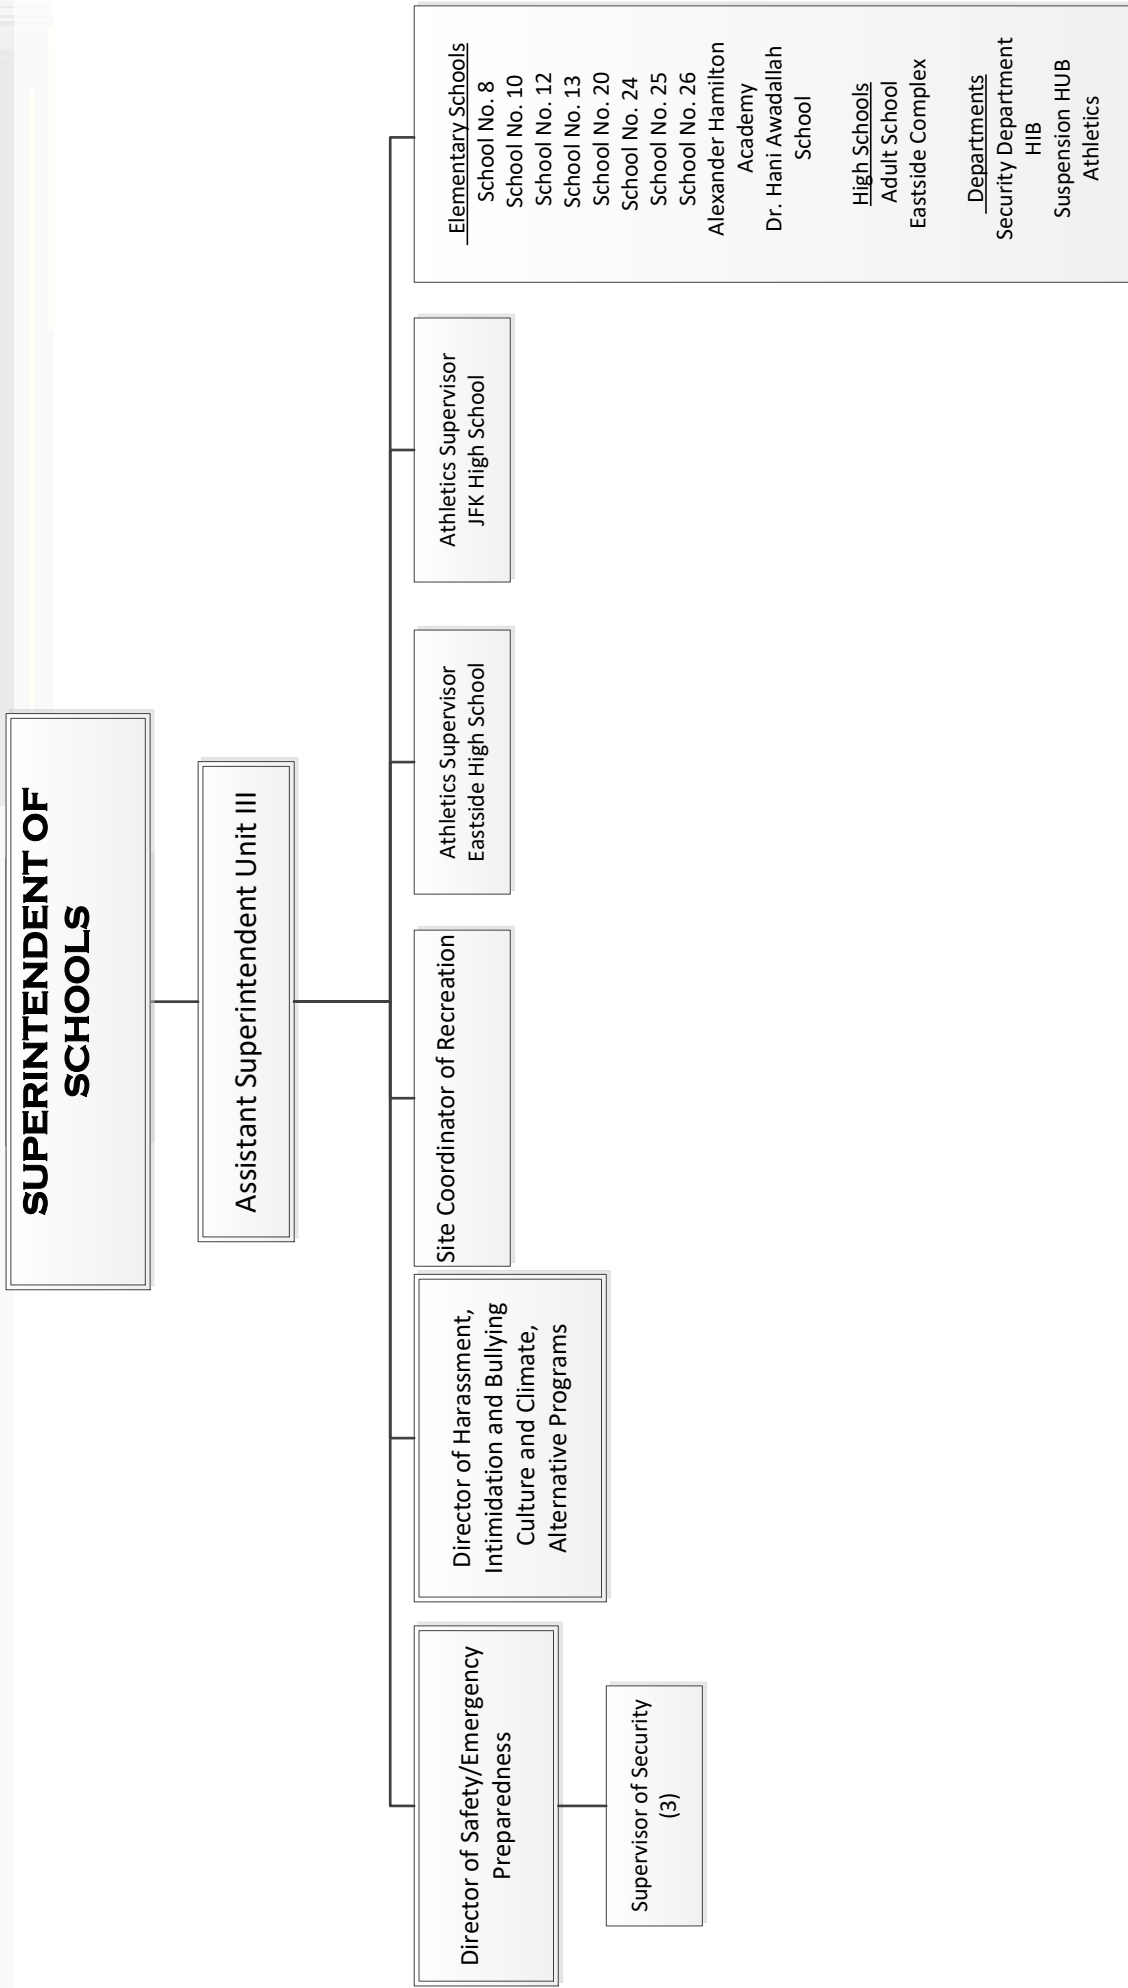 SUPERINTENDENT OF
SCHOOLS
Assistant Superintendent Unit III
Director of Safety/Emergency
Preparedness
Supervisor of Security
(3)
Director of Harassment,
Intimidation and Bullying
Culture and Climate,
Alternative Programs
Site Coordinator of Recreation
Athletics Supervisor
Eastside High School
Athletics Supervisor
JFK High School
Elementary Schools
School No. 8
School No. 10
School No. 12
School No. 13
School No. 20
School No. 24
School No. 25
School No. 26
Alexander Hamilton
Academy
Dr. Hani Awadallah
School
High Schools
Adult School
Eastside Complex
Departments
Security Department
HIB
Suspension HUB
Athletics